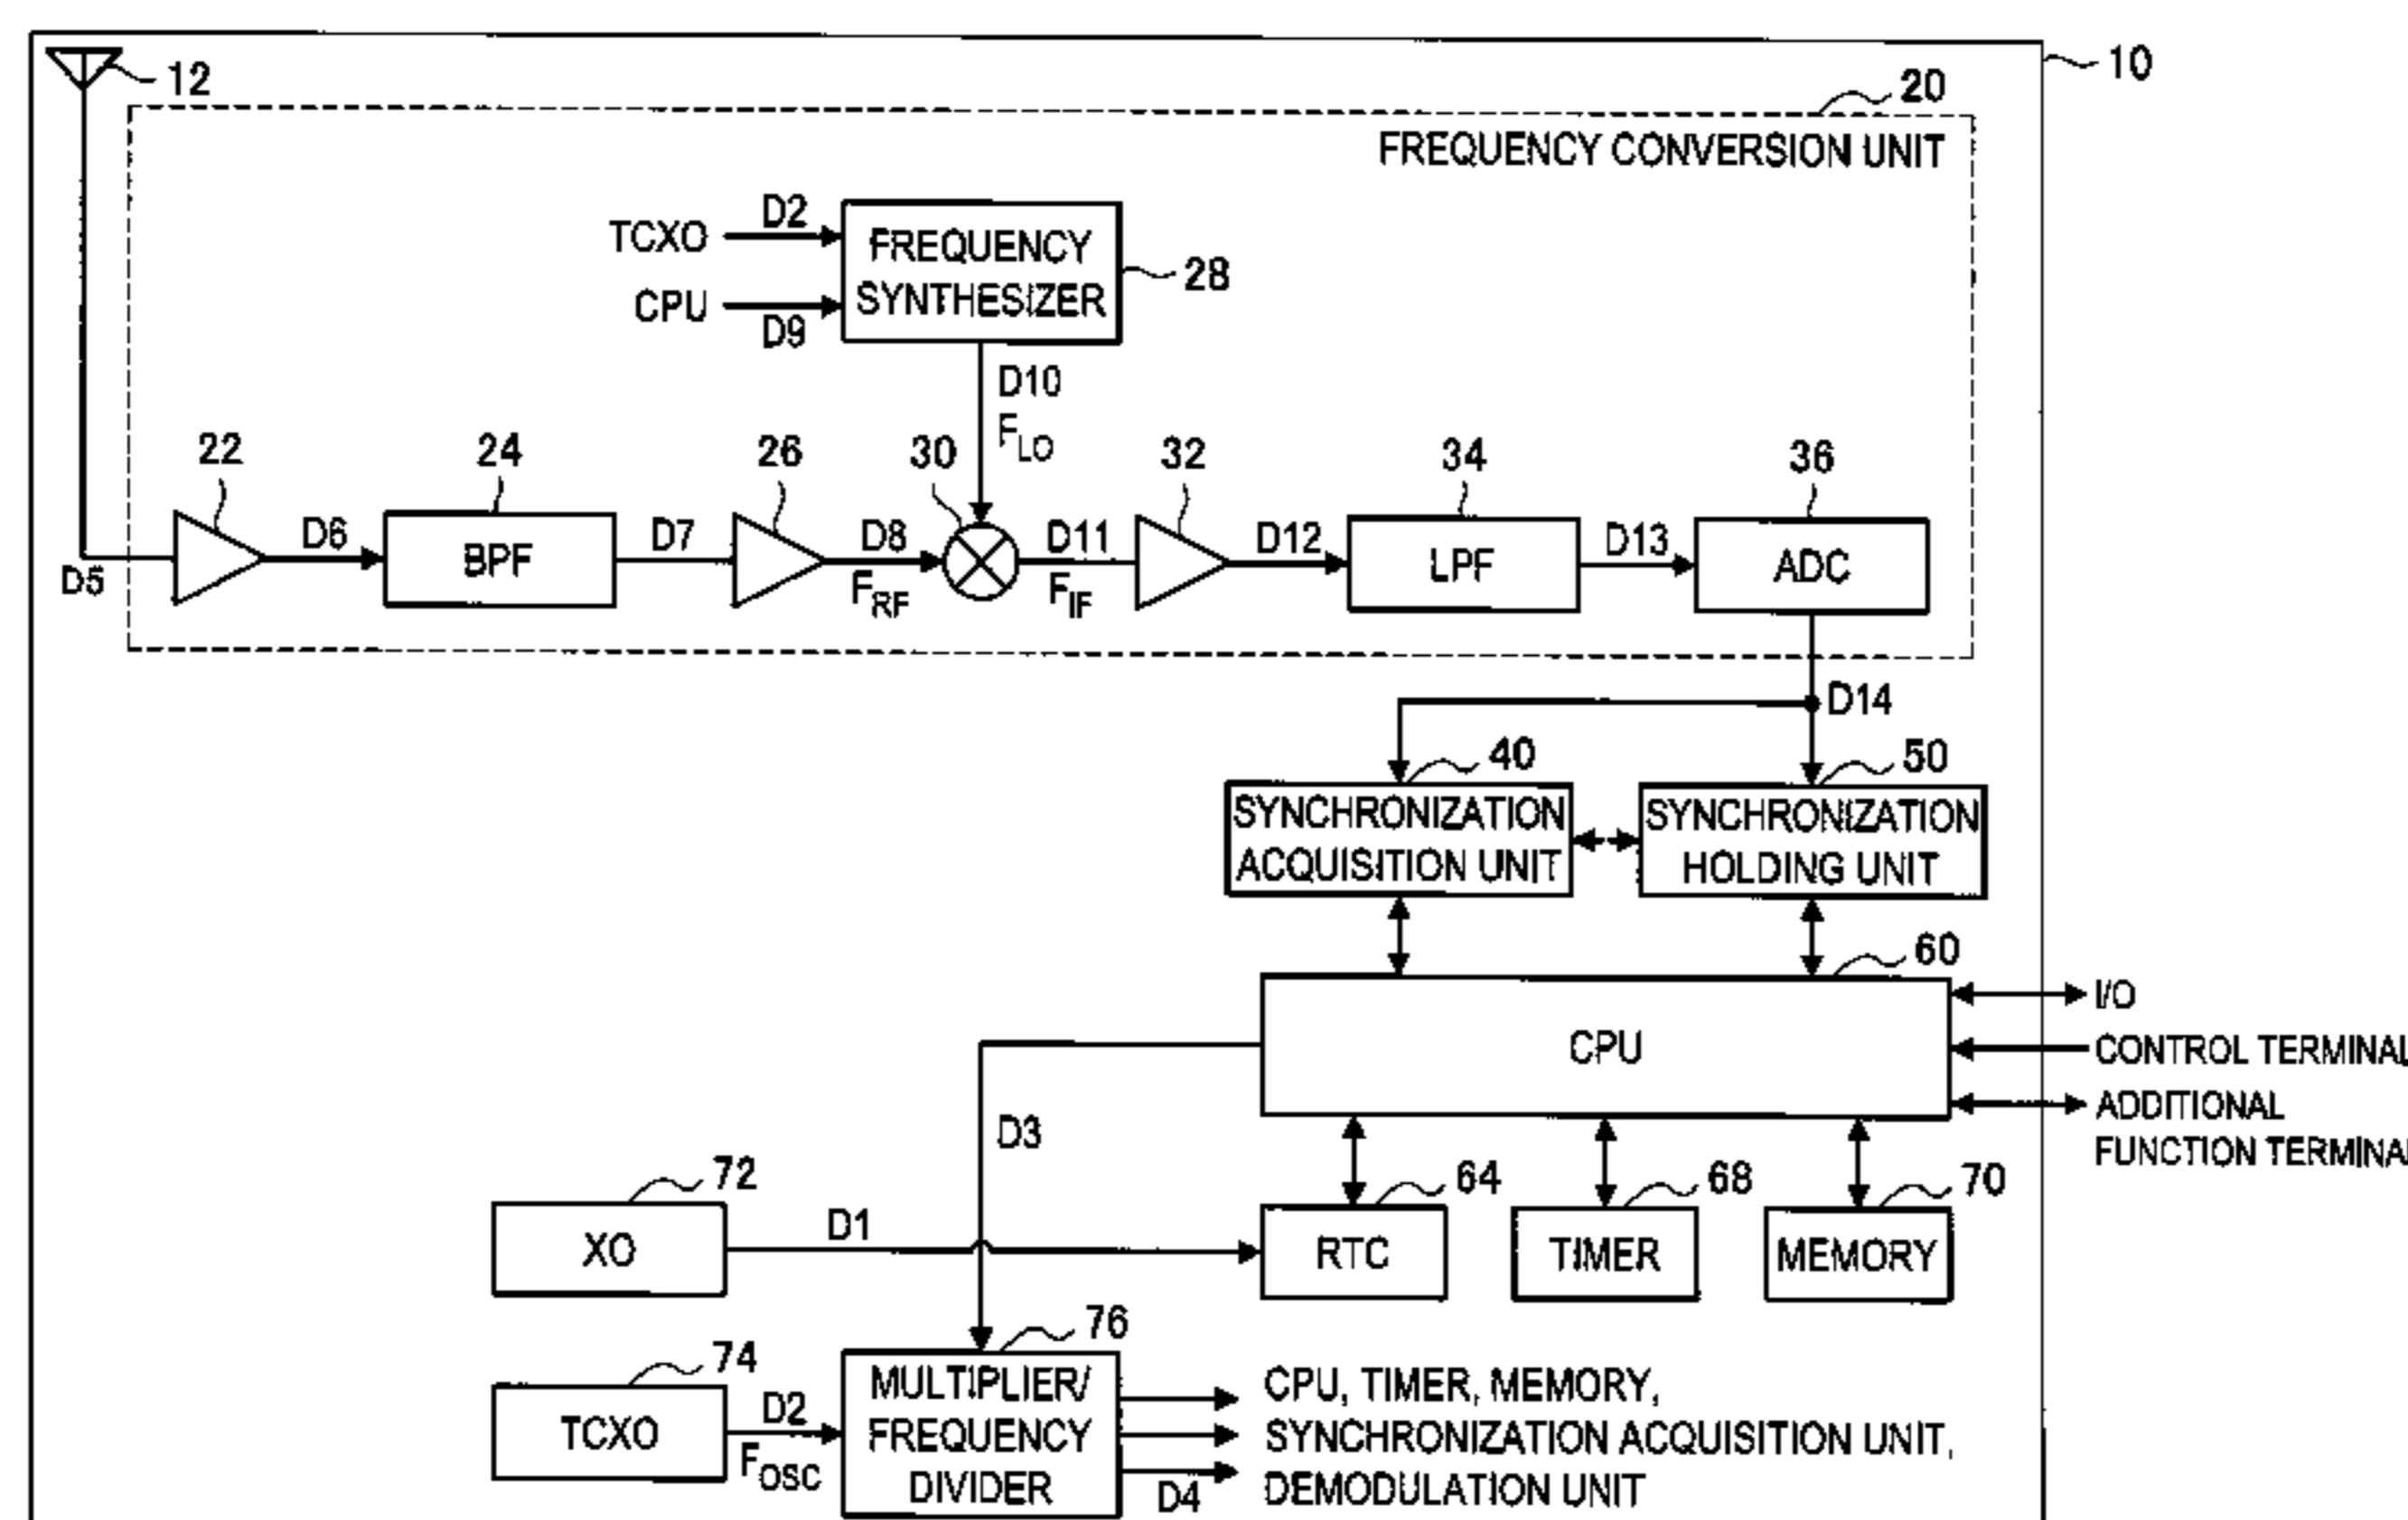 12
10
20
FREQUENCY CONVERSION UNIT
TCXO
D2
CPU
D9
FREQUENCY
SYNTHESIZER
28
D10
FLO
22
24
26
30
32
34
36
D5
D6
BPF
D7
D8
FRF
D11
FIF
D12
LPF
D13
ADC
D14
40
50
SYNCHRONIZATION
ACQUISITION UNIT
SYNCHRONIZATION
HOLDING UNIT
60
CPU
I/O
CONTROL TERMINAL
ADDITIONAL
FUNCTION TERMINAL
D3
72
XO
D1
64
RTC
68
TIMER
70
MEMORY
74
TCXO
D2
FOSC
76
MULTIPLIER/
FREQUENCY
DIVIDER
D4
CPU, TIMER, MEMORY,
SYNCHRONIZATION ACQUISITION UNIT,
DEMODULATION UNIT